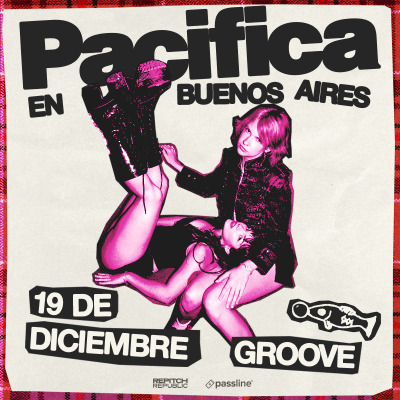 Pacifica
EN BUENOS AIRES
19 DE
DICIEMBRE GROOVE
REPITCH
REPUBLIC
passline